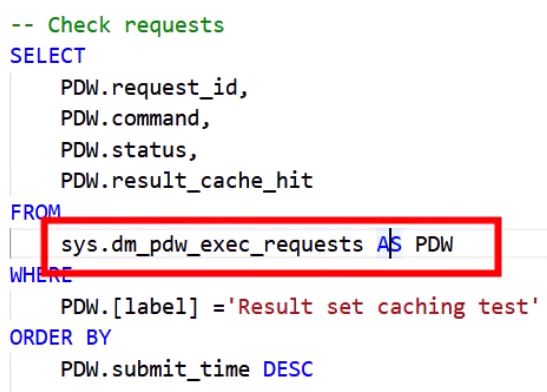 -- Check requests
SELECT
PDW.request_id,
PDW.command,
PDW.status,
PDW.result_cache_hit
FROM
sys.dm_pdw_exec_requests AS PDW
WHERE
PDW.[label] ='Result set caching test'
ORDER BY
PDW.submit_time DESC